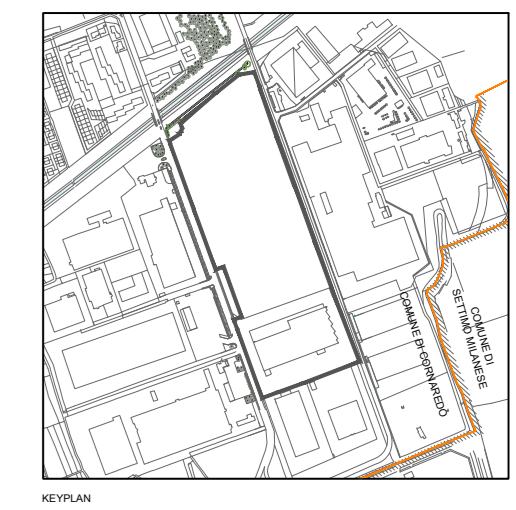 COMUNE DI CORNAREDO
COMUNE DI
SETTIMO MILANESE
KEYPLAN